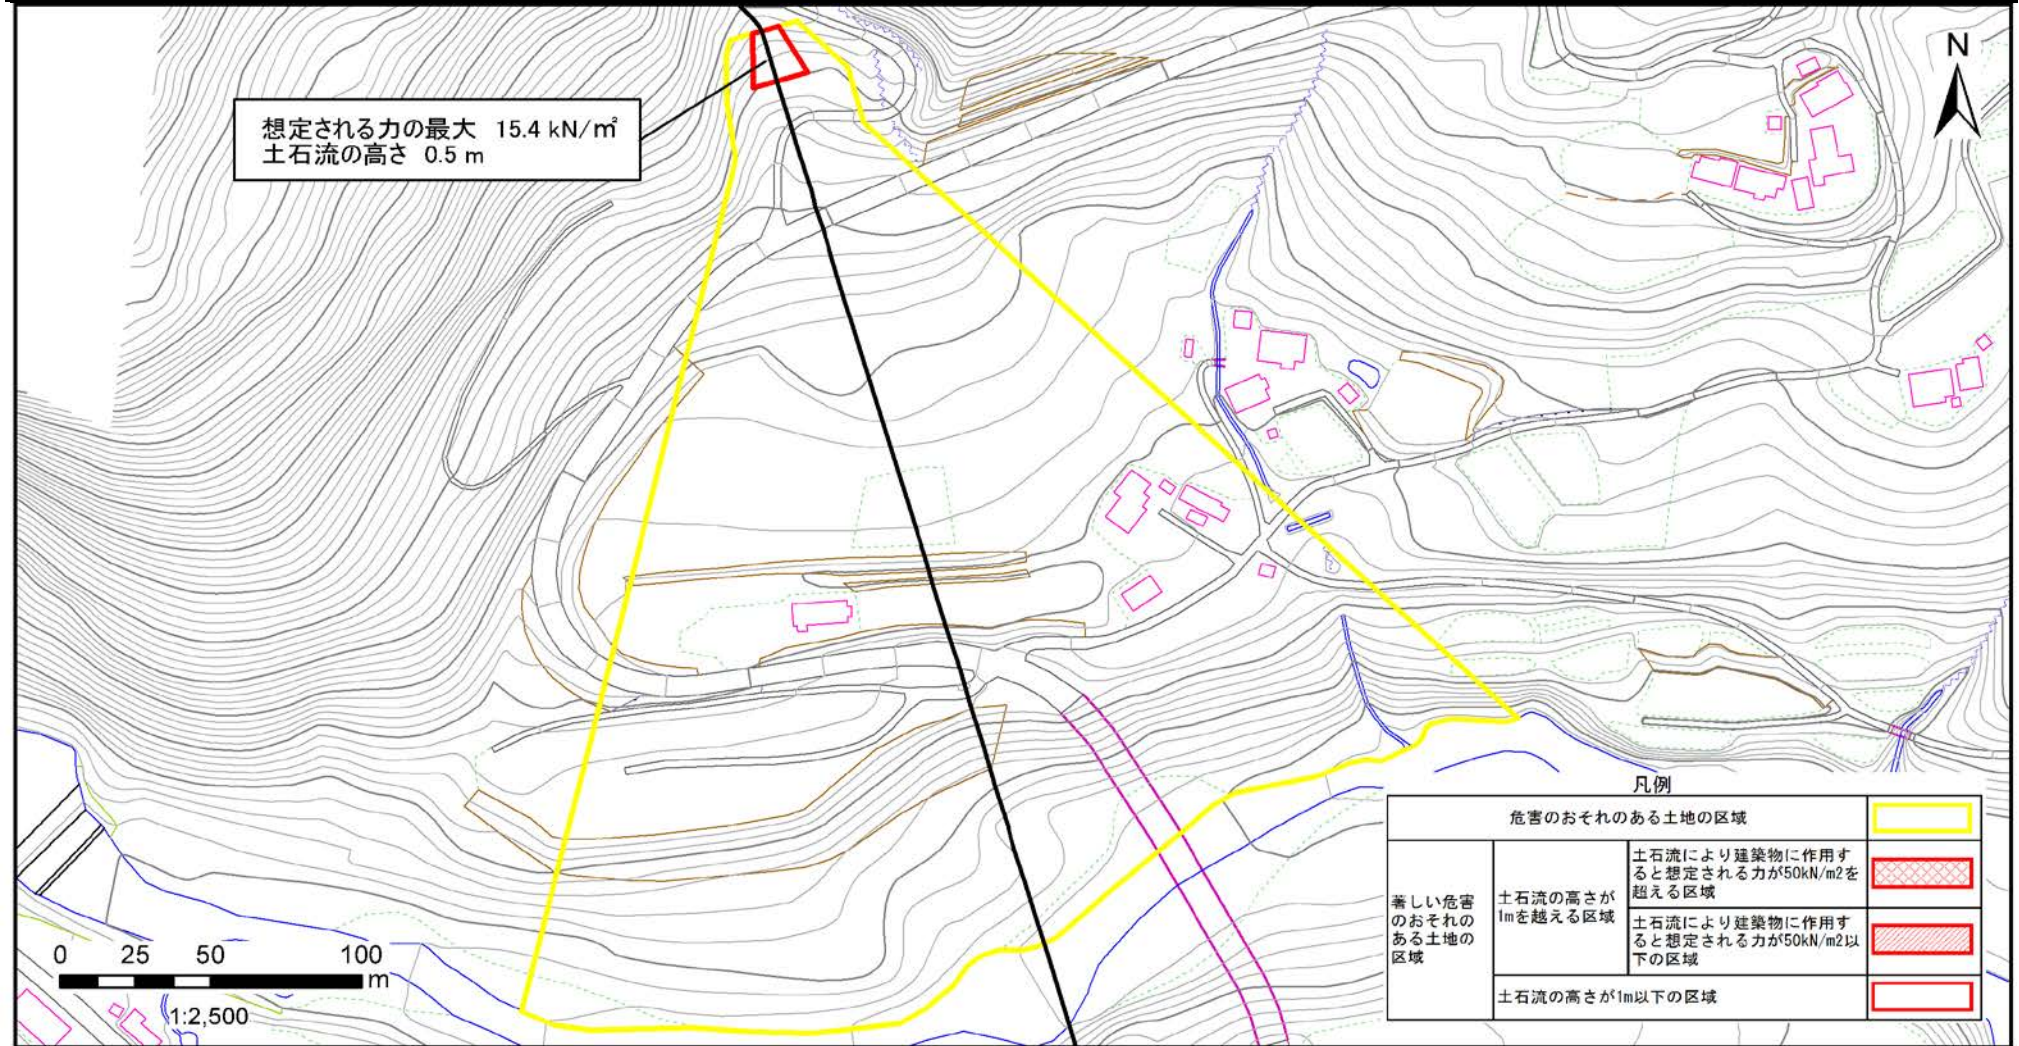 N
想定される力の最大 15.4 kN/㎡
土石流の高さ 0.5 m
凡例
危害のおそれのある土地の区域
著しい危害
のおそれの
ある土地の
区域
土石流の高さが
1mを越える区域
土石流により建築物に作用す
ると想定される力が50kN/m2を
超える区域
土石流により建築物に作用す
ると想定される力が50kN/m2以
下の区域
土石流の高さが1m以下の区域
0 25 50 100
m
1:2,500